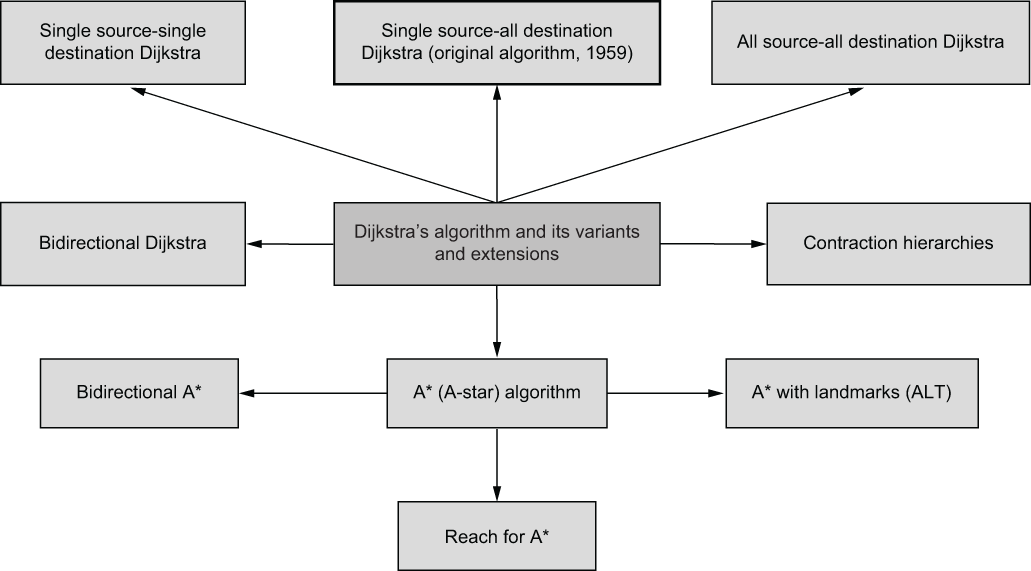 Single source-single
destination Dijkstra
Single source-all destination
Dijkstra (original algorithm, 1959)
All source-all destination Dijkstra
Bidirectional Dijkstra
Dijkstra’s algorithm and its variants
and extensions
Contraction hierarchies
Bidirectional A*
A* (A-star) algorithm
A* with landmarks (ALT)
Reach for A*